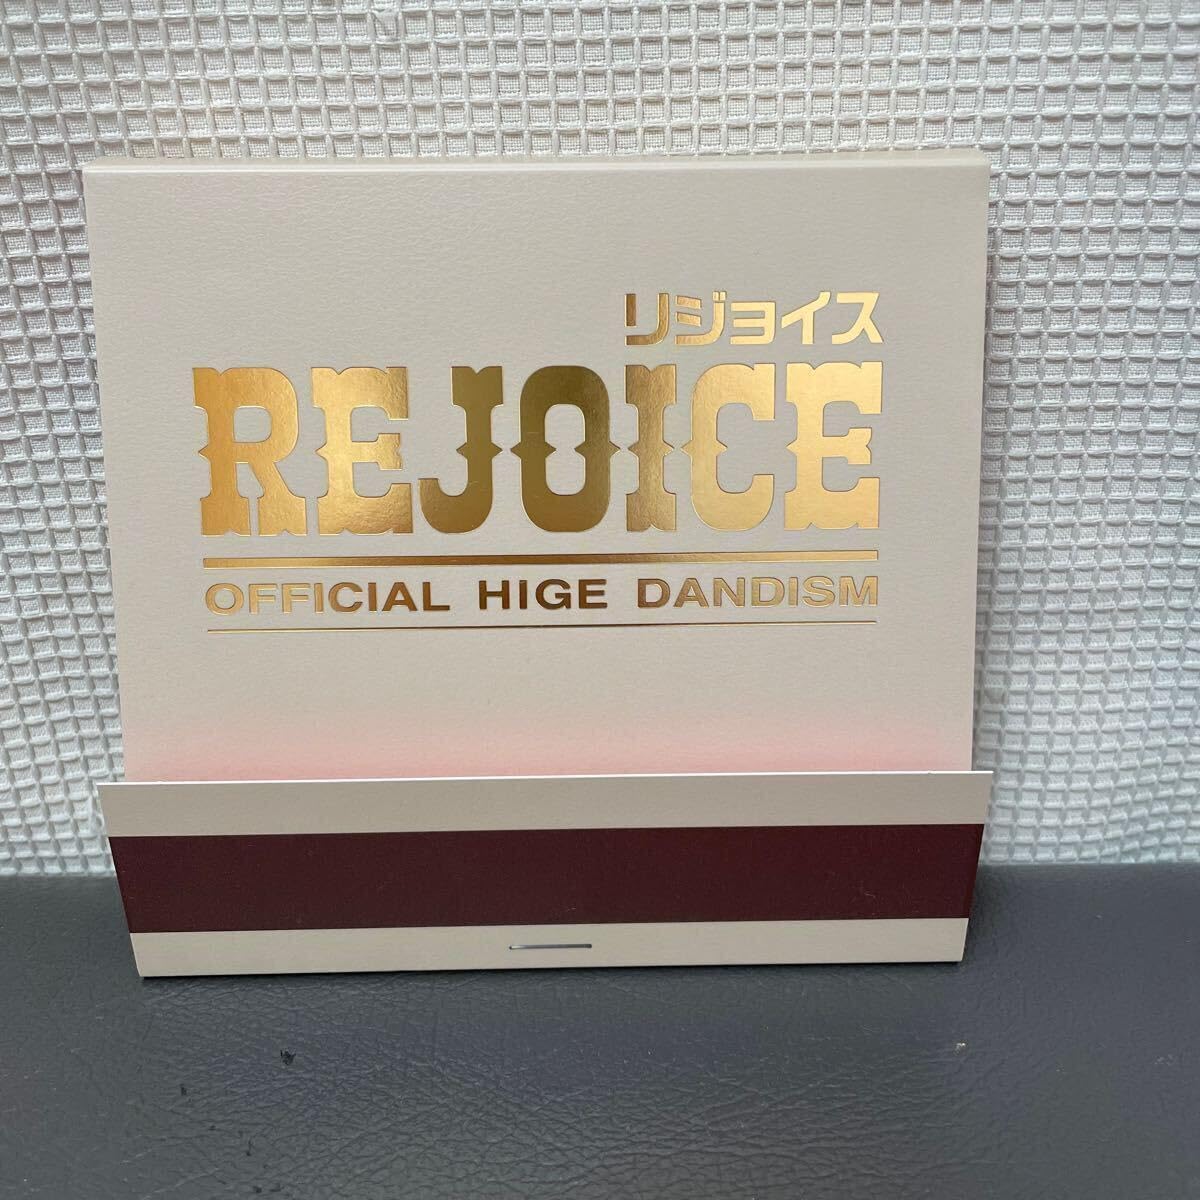 リジョイス
REJOICE
OFFICIAL HIGE DANDISM